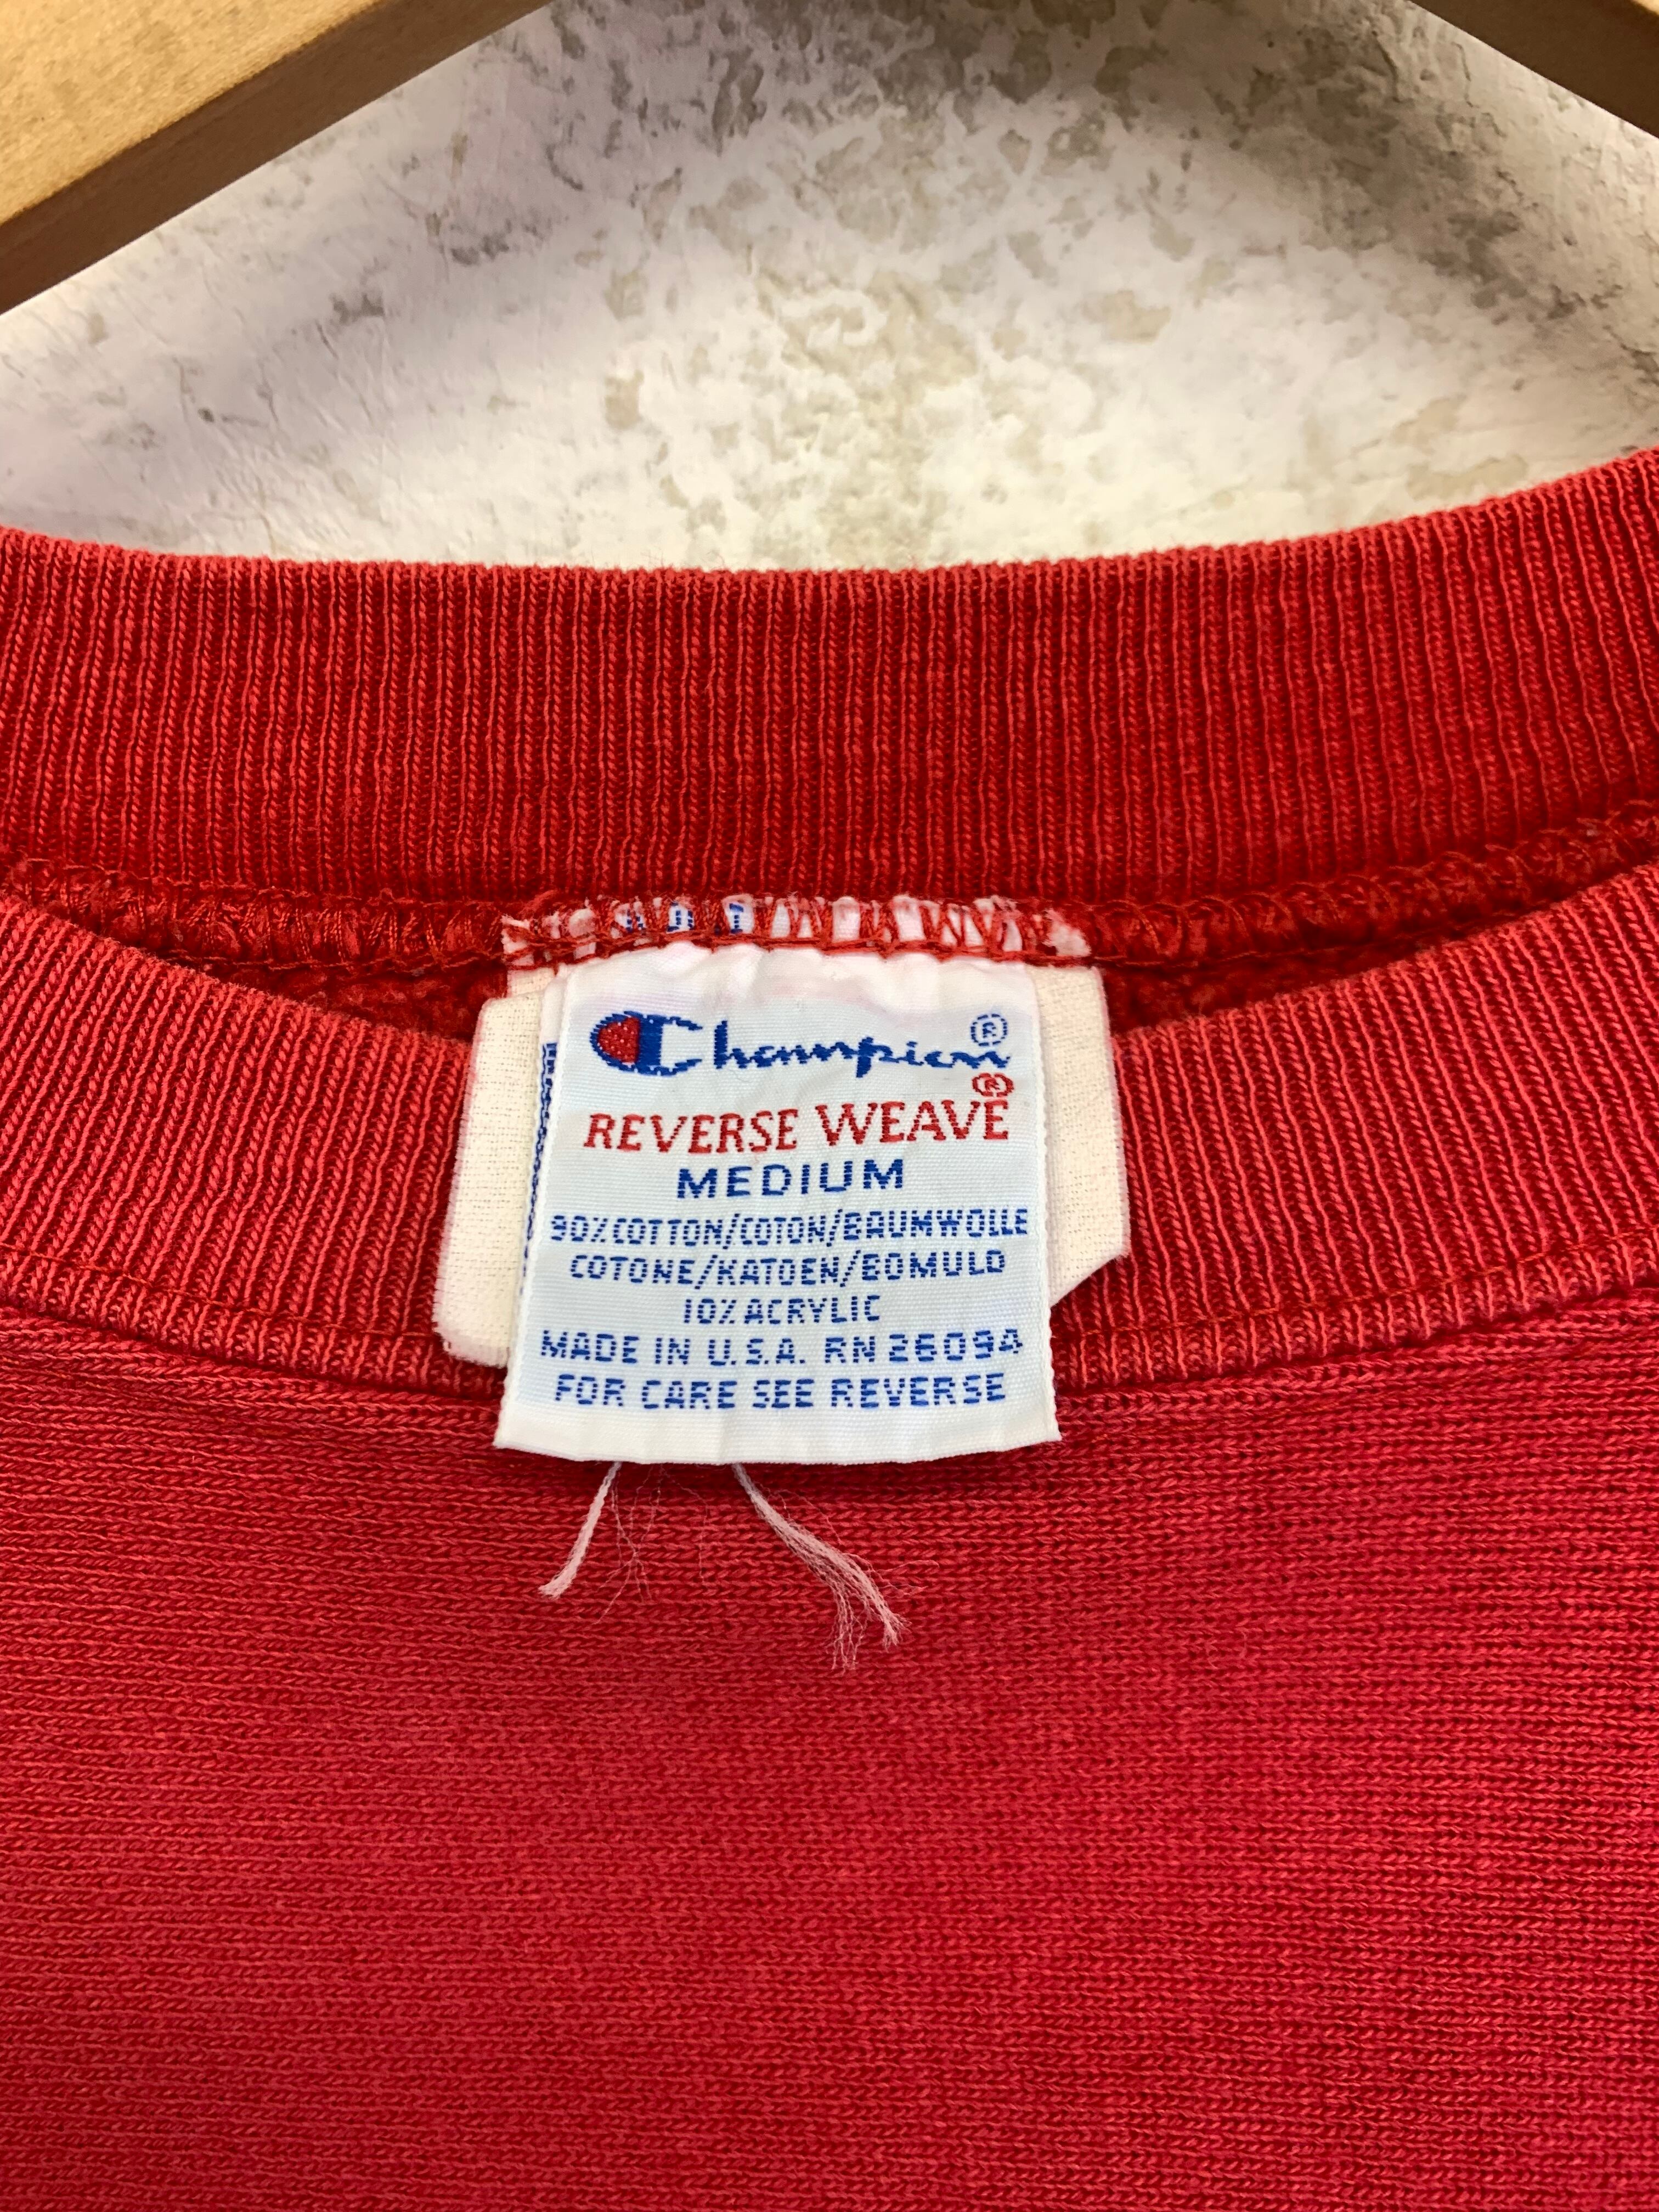 Champion®
REVERSE WEAVE®
MEDIUM
90% COTTON/COTON/BAUMWOLLE
COTONE/KATOEN/BOMULD
10% ACRYLIC
MADE IN U.S.A. RN 26094
FOR CARE SEE REVERSE